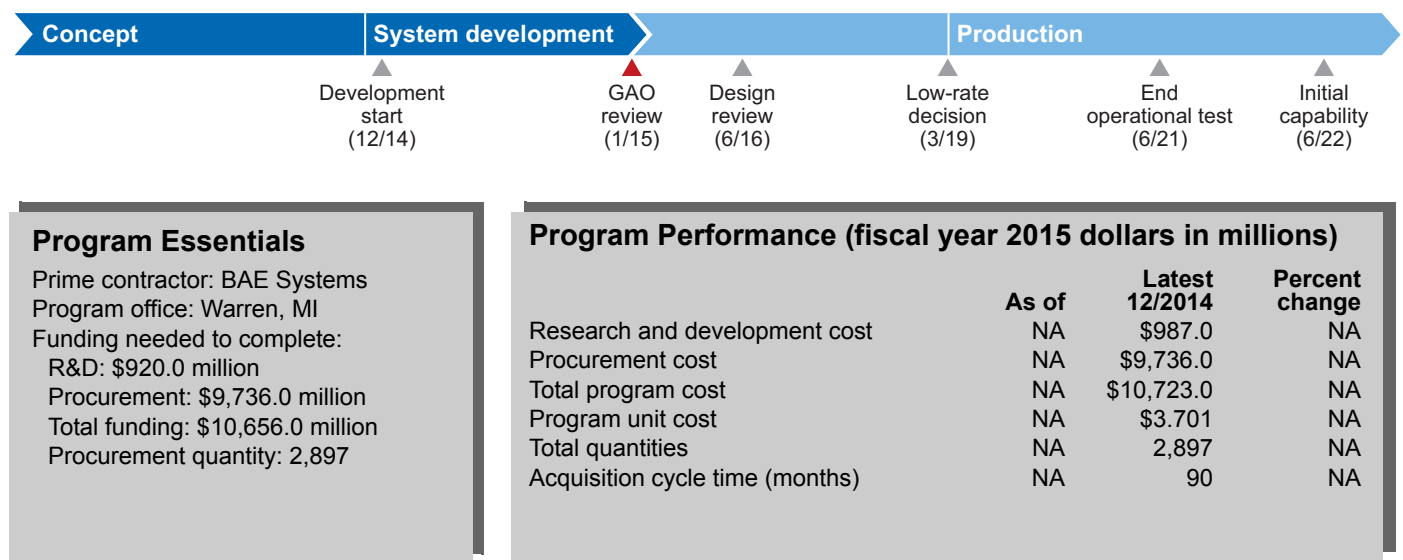 Concept
System development
Production
Development
start
(12/14)
GAO
review
(1/15)
Design
review
(6/16)
Low-rate
decision
(3/19)
End
operational test
(6/21)
Initial
capability
(6/22)
Program Essentials
Prime contractor: BAE Systems
Program office: Warren, MI
Funding needed to complete:
R&D: $920.0 million
Procurement: $9,736.0 million
Total funding: $10,656.0 million
Procurement quantity: 2,897
Program Performance (fiscal year 2015 dollars in millions)
As of
Latest
12/2014
Percent
change
Research and development cost NA $987.0 NA
Procurement cost NA $9,736.0 NA
Total program cost NA $10,723.0 NA
Program unit cost NA $3.701 NA
Total quantities NA 2,897 NA
Acquisition cycle time (months) NA 90 NA